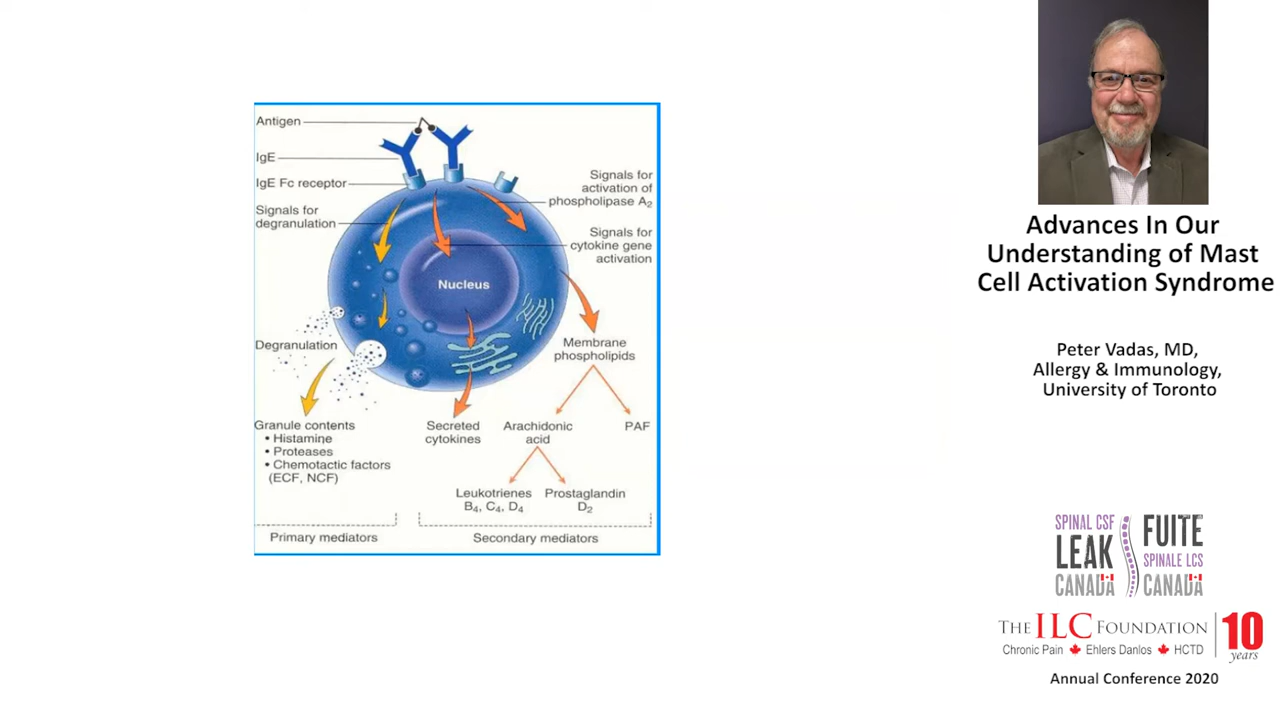 Antigen
IgE
IgE Fc receptor
Signals for
degranulation
Signals for
activation of
phospholipase A₂
Signals for
cytokine gene
activation
Nucleus
Degranulation
Membrane
phospholipids
Granule contents
• Histamine
• Proteases
• Chemotactic factors
(ECF, NCF)
Secreted
cytokines
Arachidonic
acid
PAF
Leukotrienes
B₄, C₄, D₄
Prostaglandin
D₂
Primary mediators
Secondary mediators
Advances In Our
Understanding of Mast
Cell Activation Syndrome
Peter Vadas, MD,
Allergy & Immunology,
University of Toronto
SPINAL CSF
LEAK
CANADA
FUITE
SPINALE LCS
CANADA
THE ILC FOUNDATION
Chronic Pain Ehlers Danlos HCTD
10
years
Annual Conference 2020